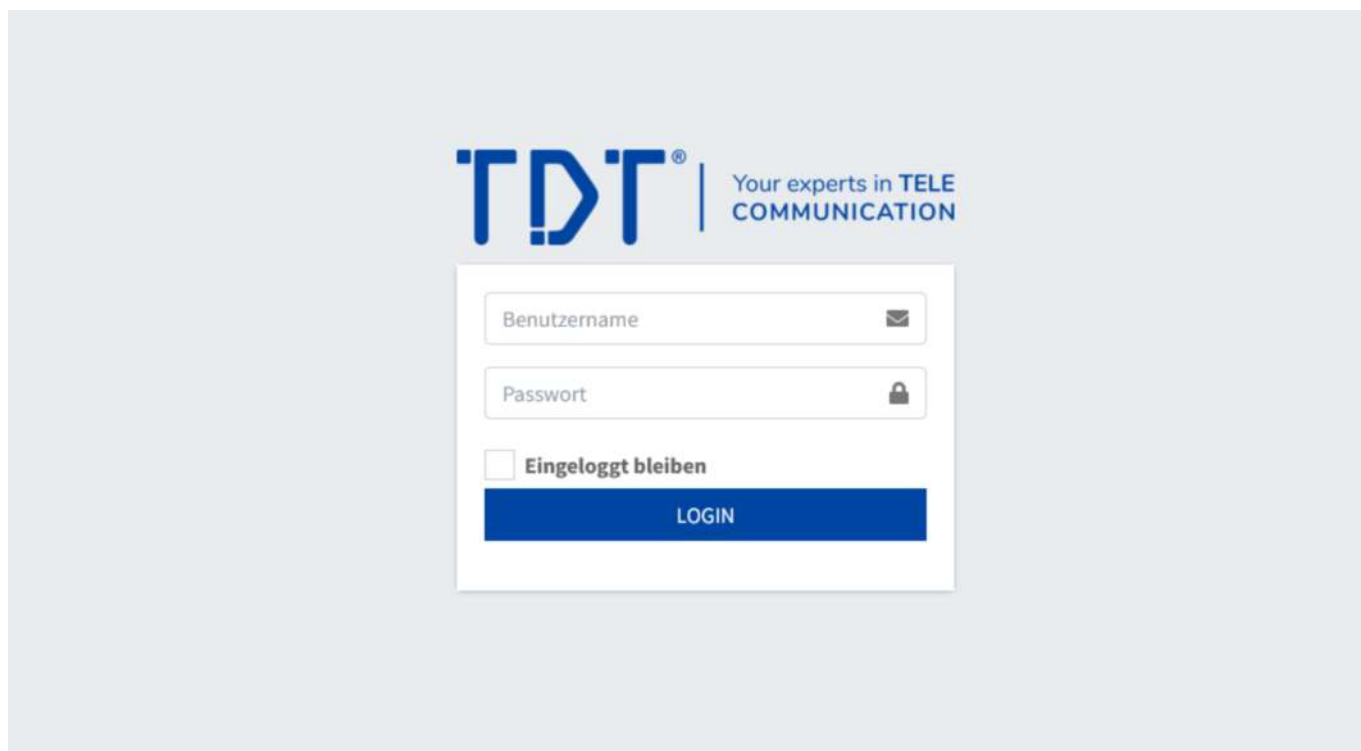 TDT®
Your experts in TELE
COMMUNICATION
Benutzername
Passwort
Eingeloggt bleiben
LOGIN